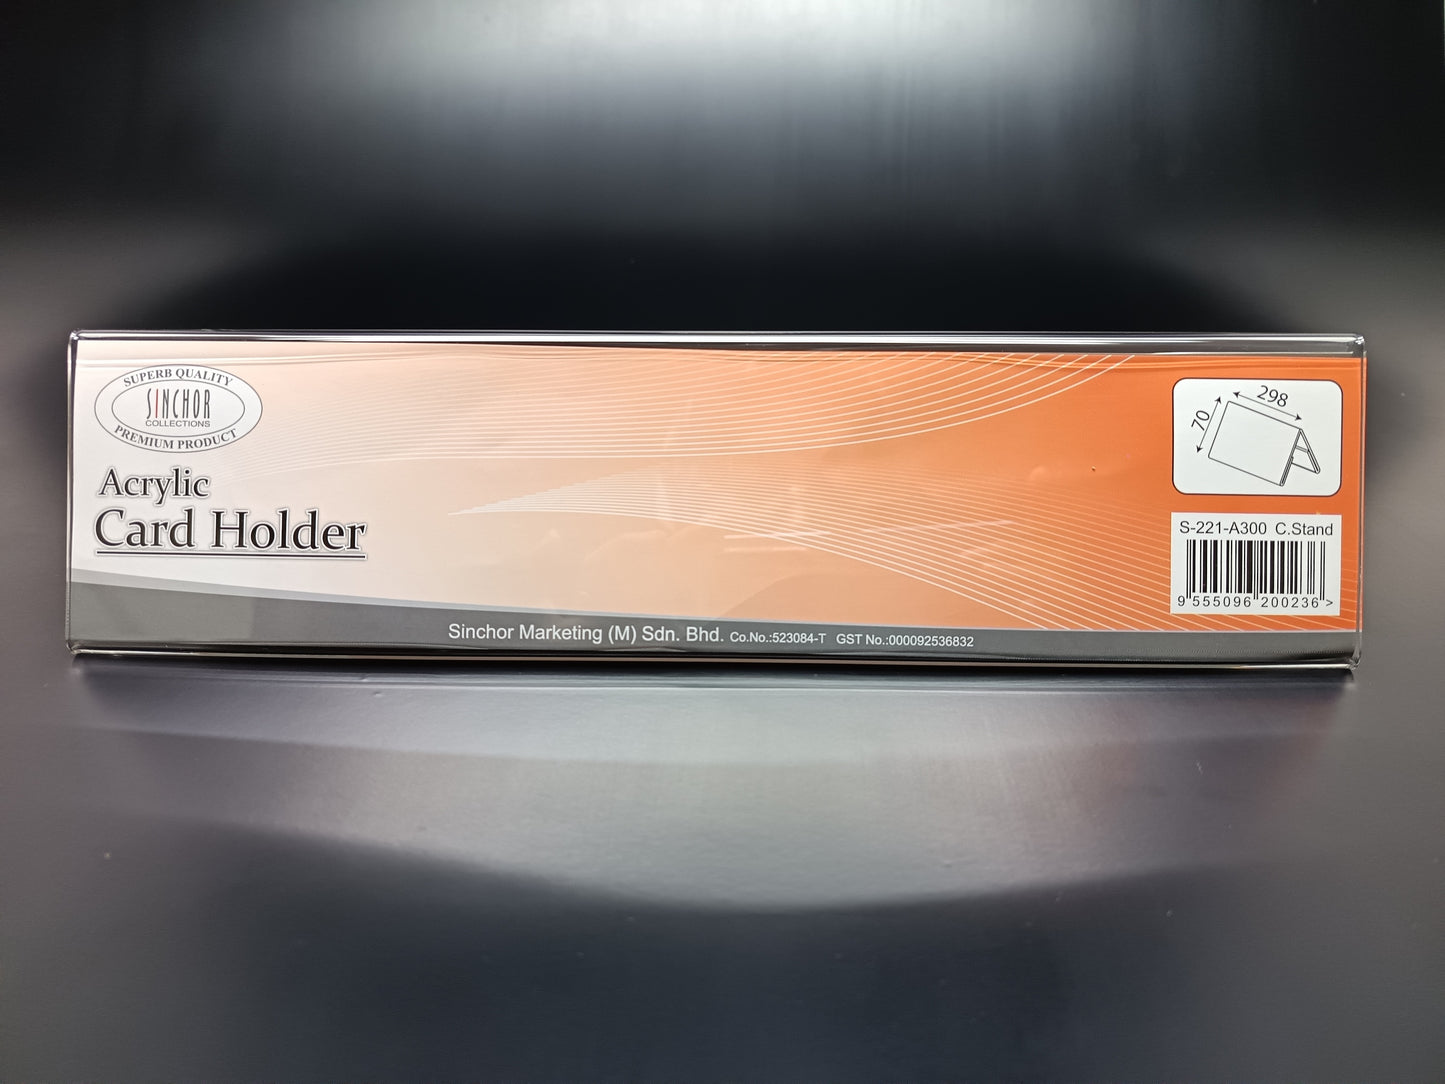 SUPERB QUALITY
SINCHOR
COLLECTIONS
PREMIUM PRODUCT
Acrylic
Card Holder
298
70
S-221-A300 C.Stand
9 555096 200236 >
Sinchor Marketing (M) Sdn. Bhd. Co.No.:523084-T GST No.:000092536832